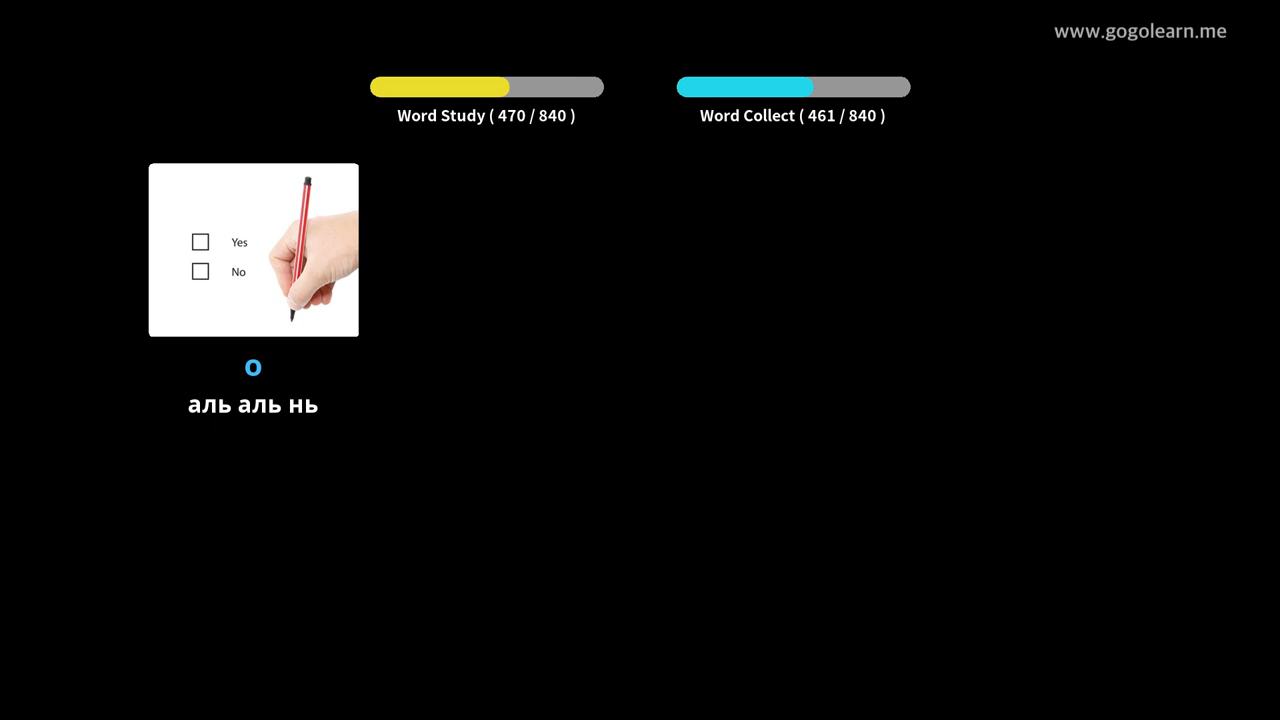 www.gogolearn.me
Word Study ( 470 / 840 )
Word Collect ( 461 / 840 )
Yes
No
o
аль аль нь